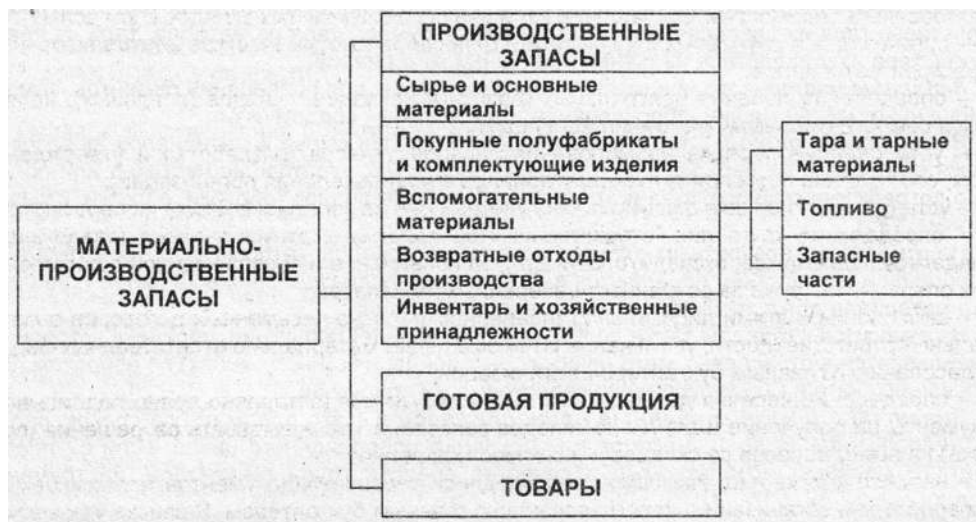 ПРОИЗВОДСТВЕННЫЕ
ЗАПАСЫ
Сырье и основные
материалы
Покупные полуфабрикаты
и комплектующие изделия
Вспомогательные
материалы
Возвратные отходы
производства
Инвентарь и хозяйственные
принадлежности
Тара и тарные
материалы
Топливо
Запасные
части
МАТЕРИАЛЬНО-
ПРОИЗВОДСТВЕННЫЕ
ЗАПАСЫ
ГОТОВАЯ ПРОДУКЦИЯ
ТОВАРЫ